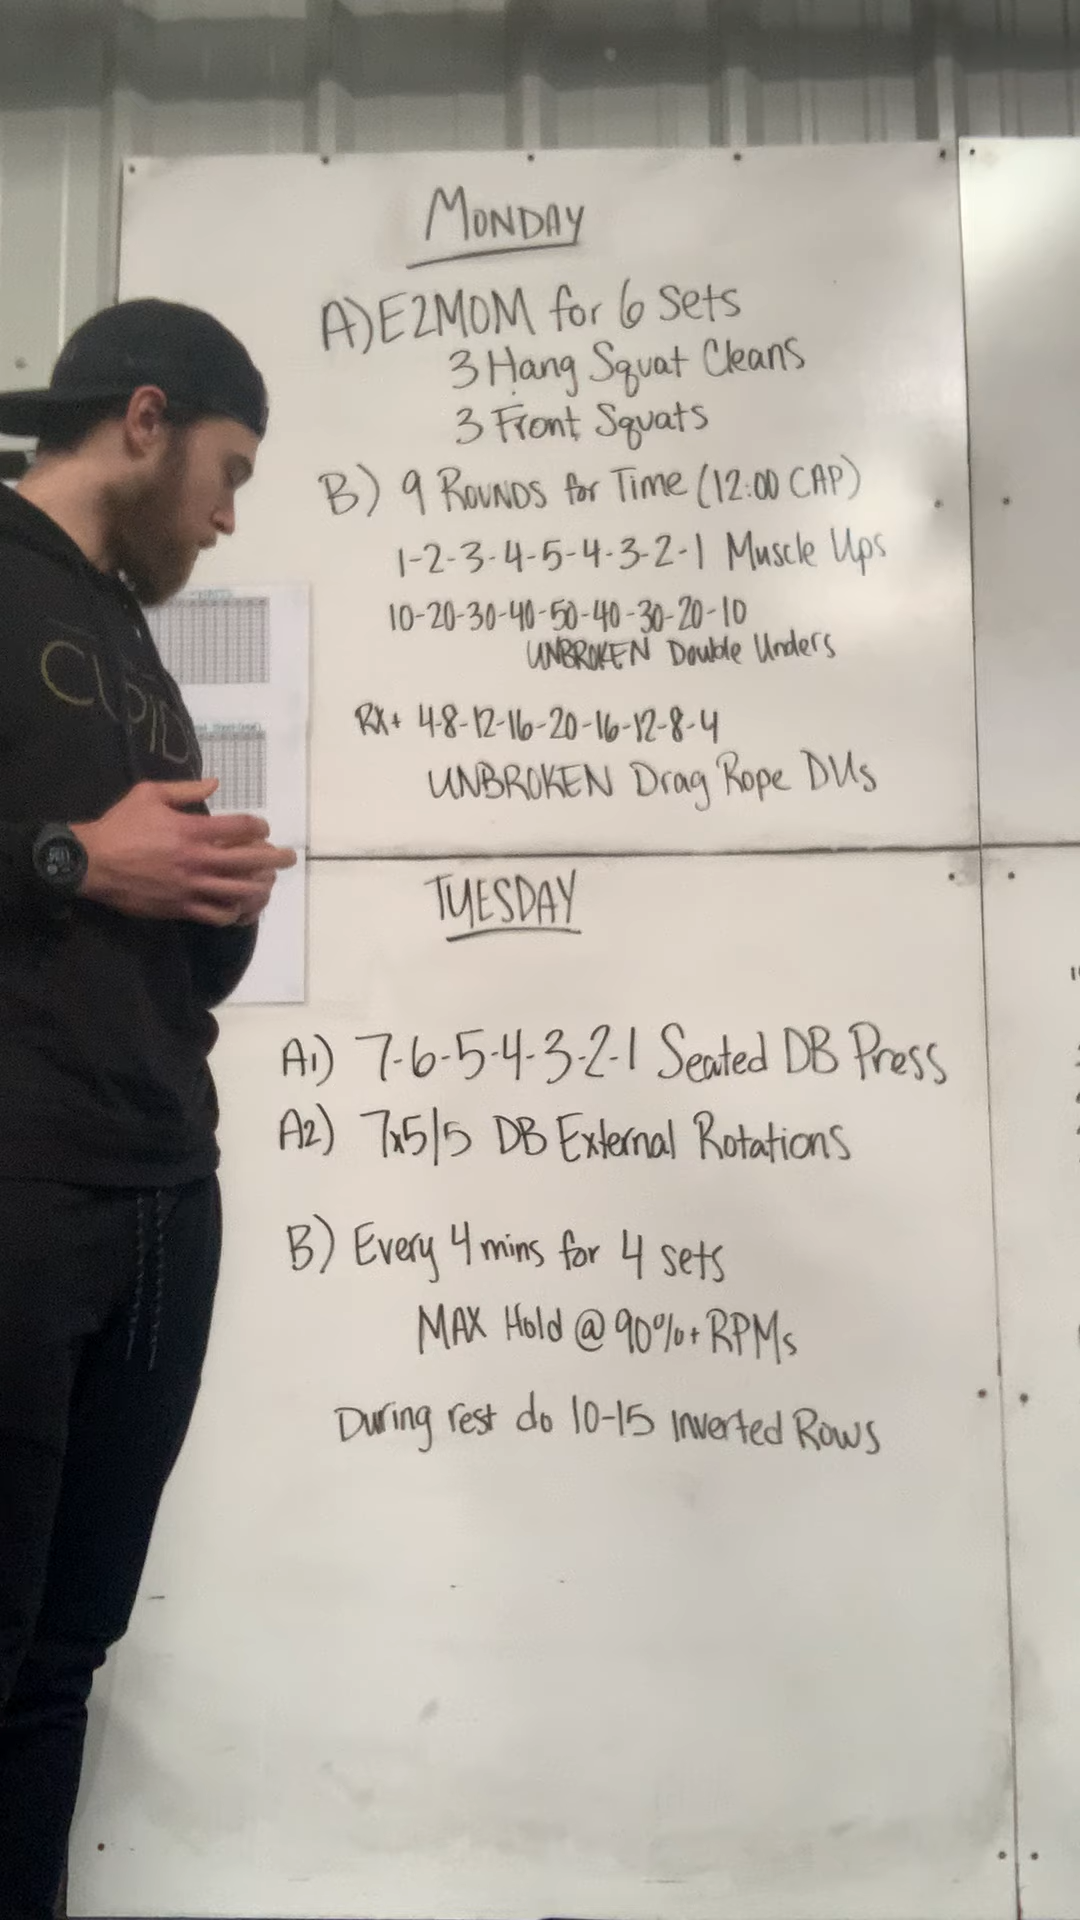 MONDAY
A) E2MOM for 6 Sets
3 Hang Squat Cleans
3 Front Squats
B) 9 ROUNDS for Time (12:00 CAP)
1-2-3-4-5-4-3-2-1 Muscle Ups
10-20-30-40-50-40-30-20-10
UNBROKEN Double Unders
RX+ 4-8-12-16-20-16-12-8-4
UNBROKEN Drag Rope DUs
TUESDAY
A1) 7-6-5-4-3-2-1 Seated DB Press
A2) 7x5/5 DB External Rotations
B) Every 4 mins for 4 sets
MAX Hold @ 90%+ RPMs
During rest do 10-15 Inverted Rows